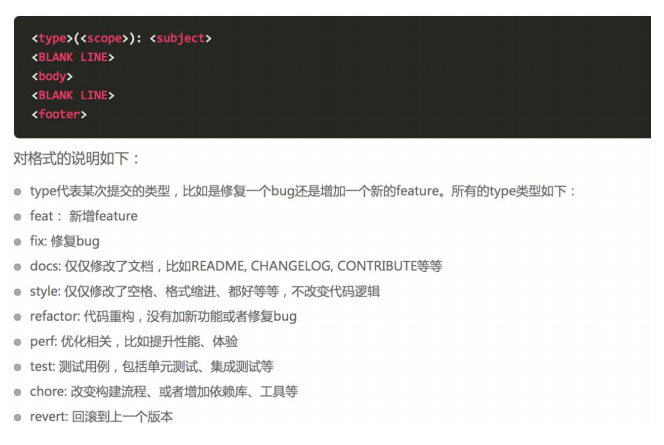 <type>(<scope>): <subject>
<BLANK LINE>
<body>
<BLANK LINE>
<footer>
对格式的说明如下：
type代表某次提交的类型，比如是修复一个bug还是增加一个新的feature。所有的type类型如下：
feat： 新增feature
fix: 修复bug
docs: 仅仅修改了文档，比如README, CHANGELOG, CONTRIBUTE等等
style: 仅仅修改了空格、格式缩进、都好等等，不改变代码逻辑
refactor: 代码重构，没有加新功能或者修复bug
perf: 优化相关，比如提升性能、体验
test: 测试用例，包括单元测试、集成测试等
chore: 改变构建流程、或者增加依赖库、工具等
revert: 回滚到上一个版本